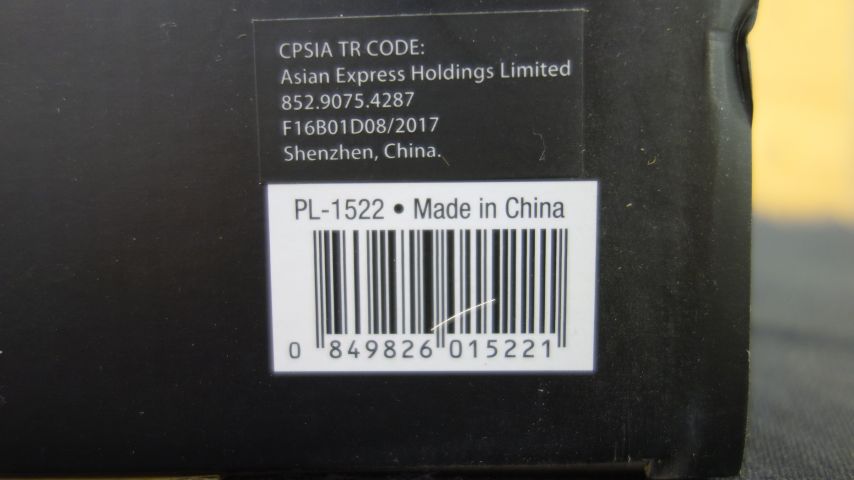 CPSIA TR CODE:
Asian Express Holdings Limited
852.9075.4287
F16B01D08/2017
Shenzhen, China.
PL-1522 • Made in China
0 849826 015221